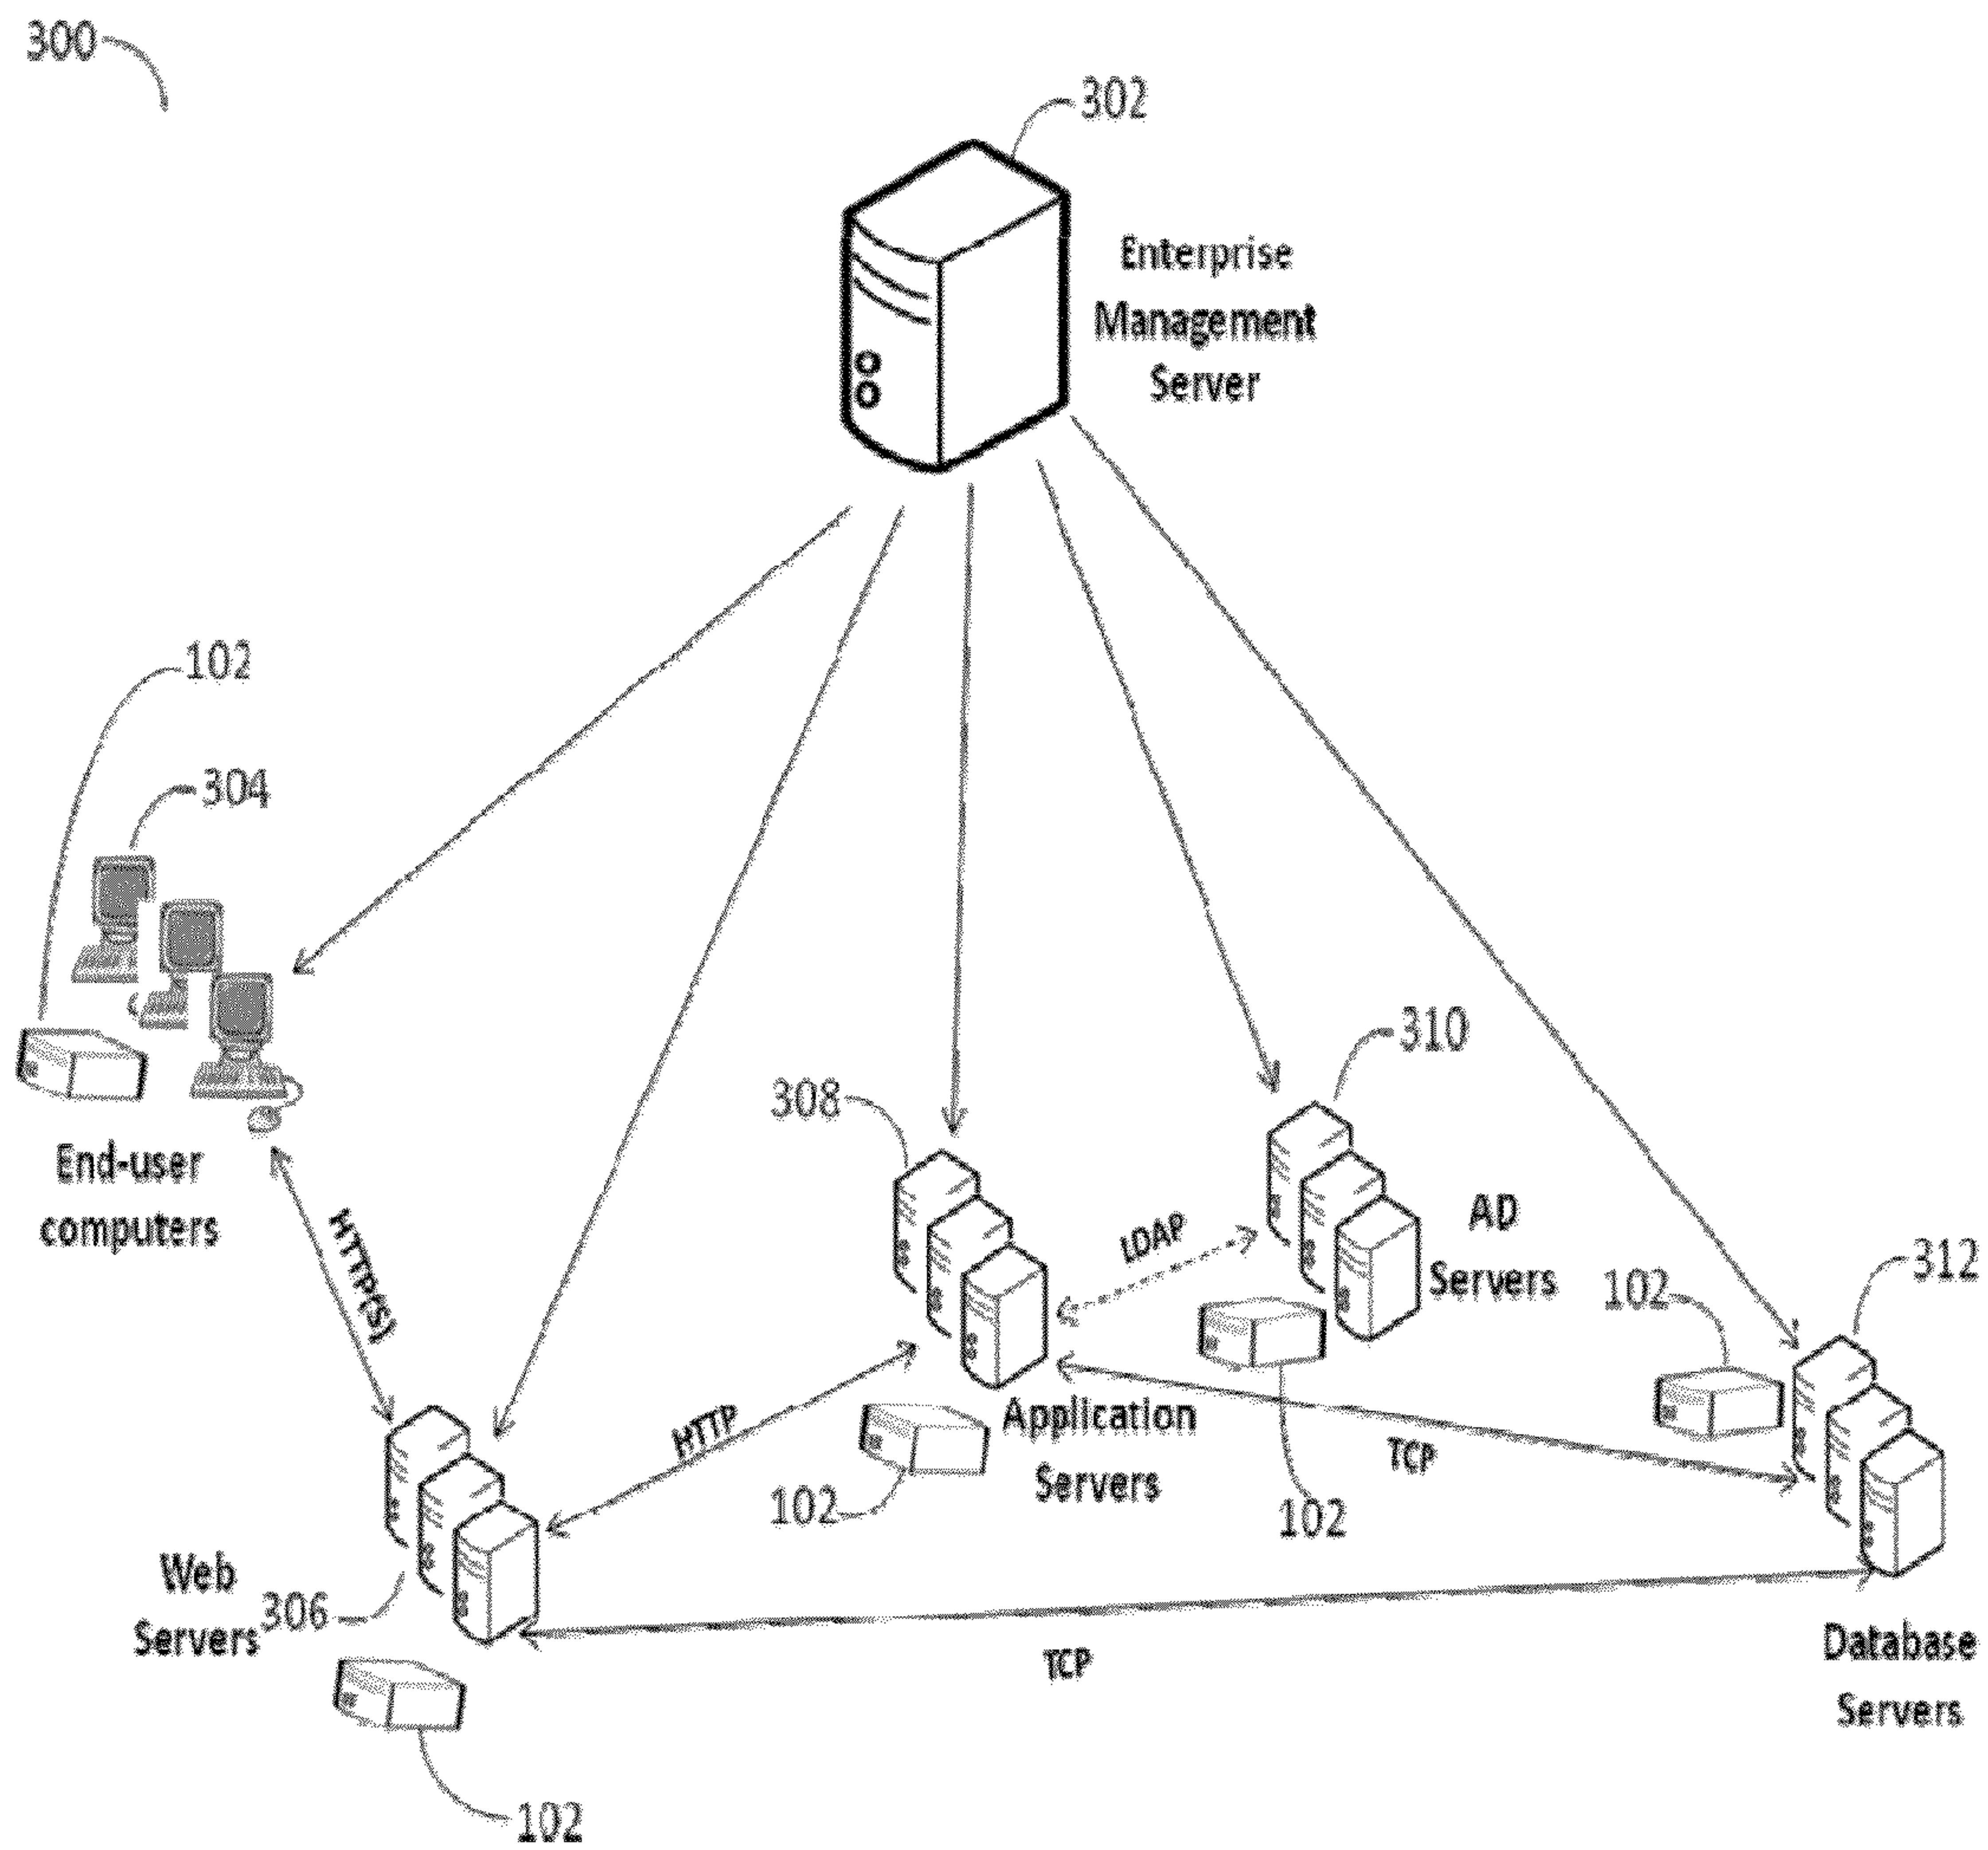 300
302
Enterprise
Management
Server
102
304
End-user
computers
HTTP(S)
308
310
AD
Servers
LDAP
102
312
HTTP
Application
Servers
102
TCP
102
Web
Servers
306
TCP
Database
Servers
102